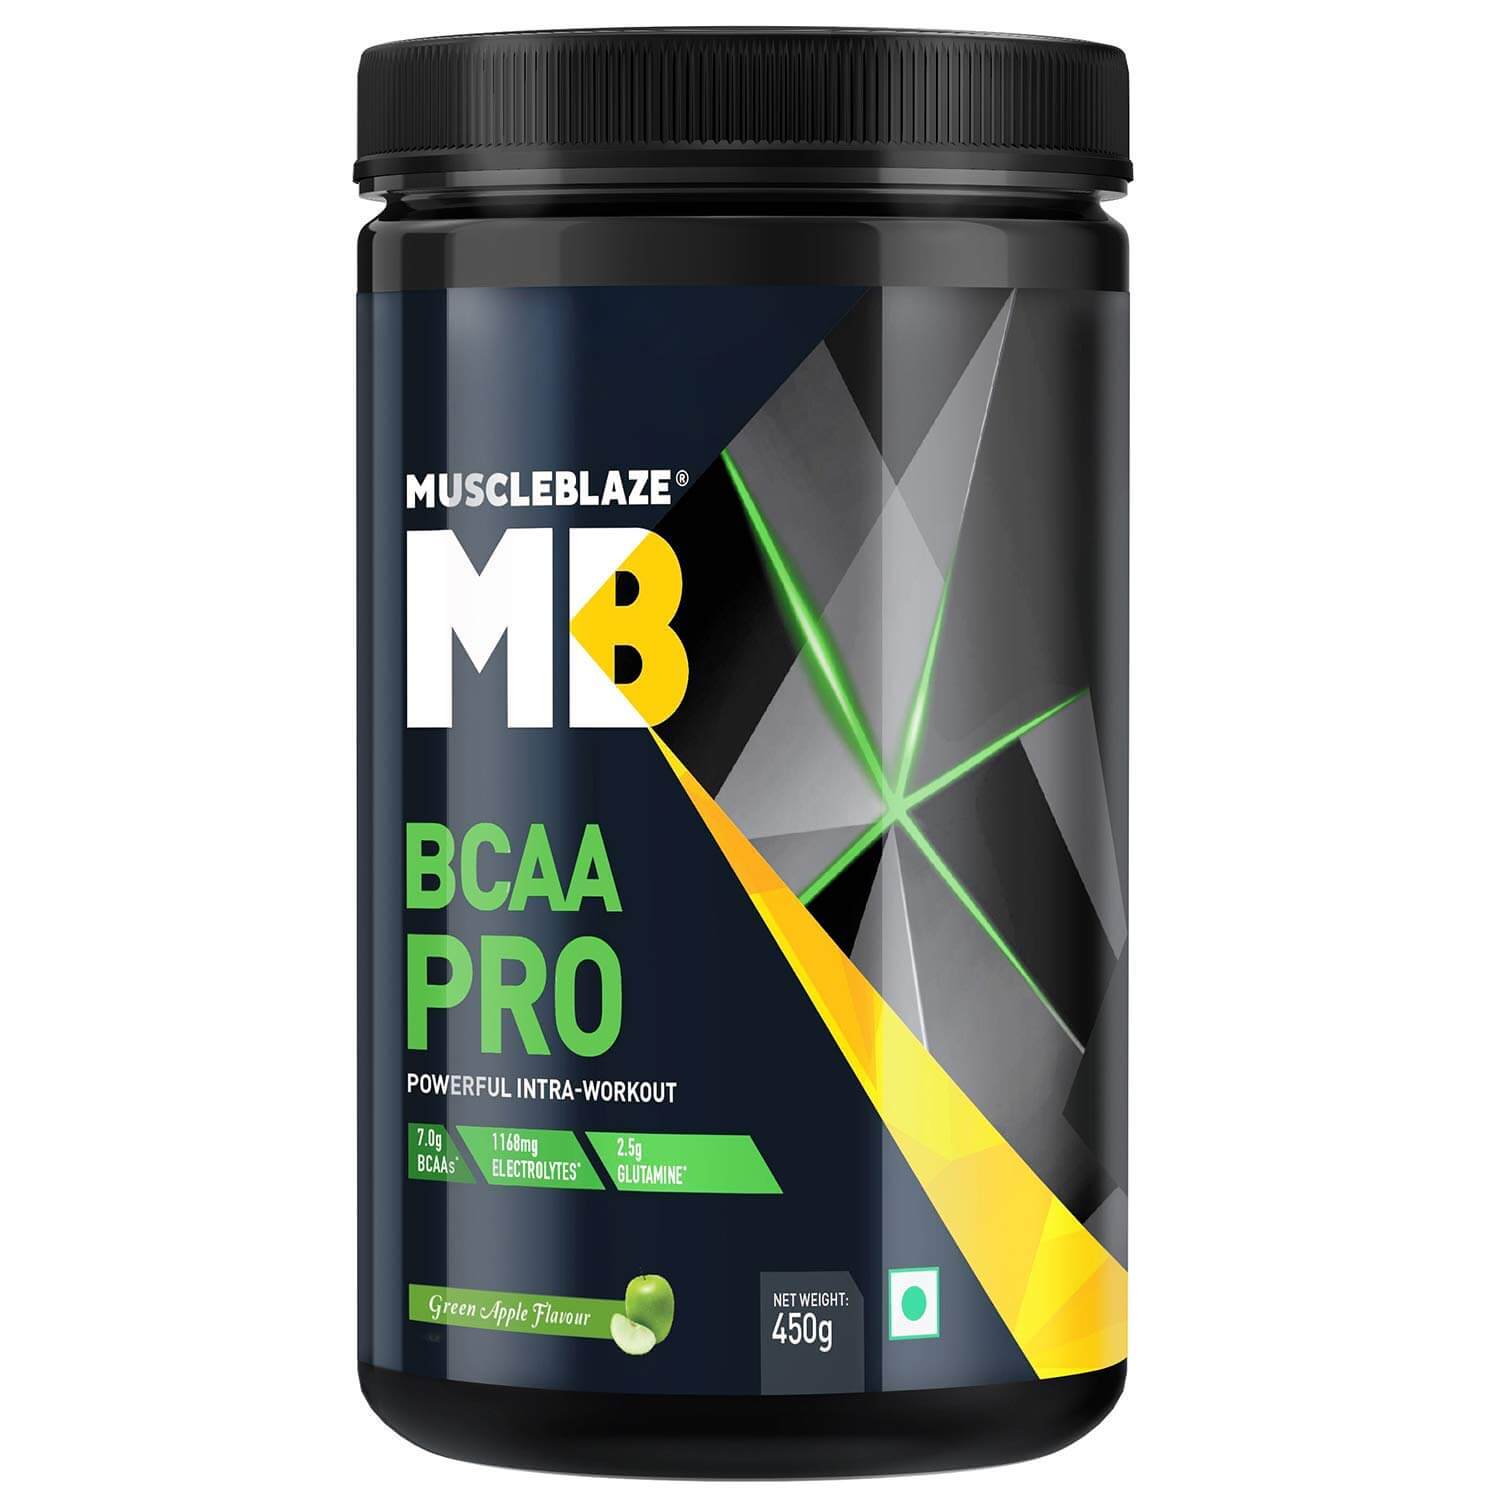 MUSCLEBLAZE®
MB
BCAA
PRO
POWERFUL INTRA-WORKOUT
7.0g
BCAAs*
1168mg
ELECTROLYTES*
2.5g
GLUTAMINE*
Green Apple Flavour
NET WEIGHT:
450g